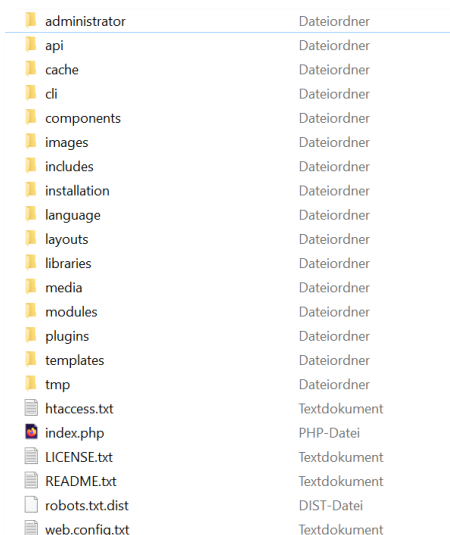 administrator Dateiordner
api Dateiordner
cache Dateiordner
cli Dateiordner
components Dateiordner
images Dateiordner
includes Dateiordner
installation Dateiordner
language Dateiordner
layouts Dateiordner
libraries Dateiordner
media Dateiordner
modules Dateiordner
plugins Dateiordner
templates Dateiordner
tmp Dateiordner
htaccess.txt Textdokument
index.php PHP-Datei
LICENSE.txt Textdokument
README.txt Textdokument
robots.txt.dist DIST-Datei
web.config.txt Textdokument